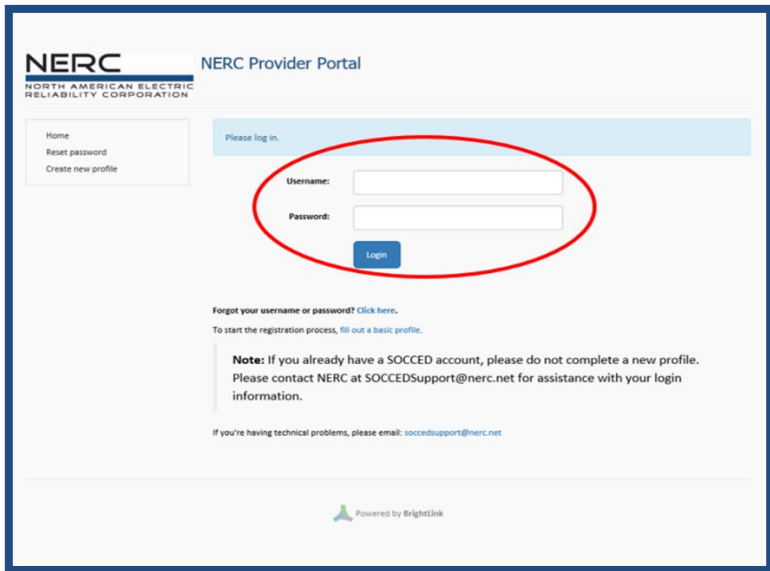 NERC
NORTH AMERICAN ELECTRIC
RELIABILITY CORPORATION
NERC Provider Portal
Home
Reset password
Create new profile
Please log in.
Username:
Password:
Login
Forgot your username or password? Click here.
To start the registration process, fill out a basic profile.
Note: If you already have a SOCCED account, please do not complete a new profile.
Please contact NERC at SOCCEDSupport@nerc.net for assistance with your login
information.
If you're having technical problems, please email: soccedsupport@nerc.net
Powered by BrightLink